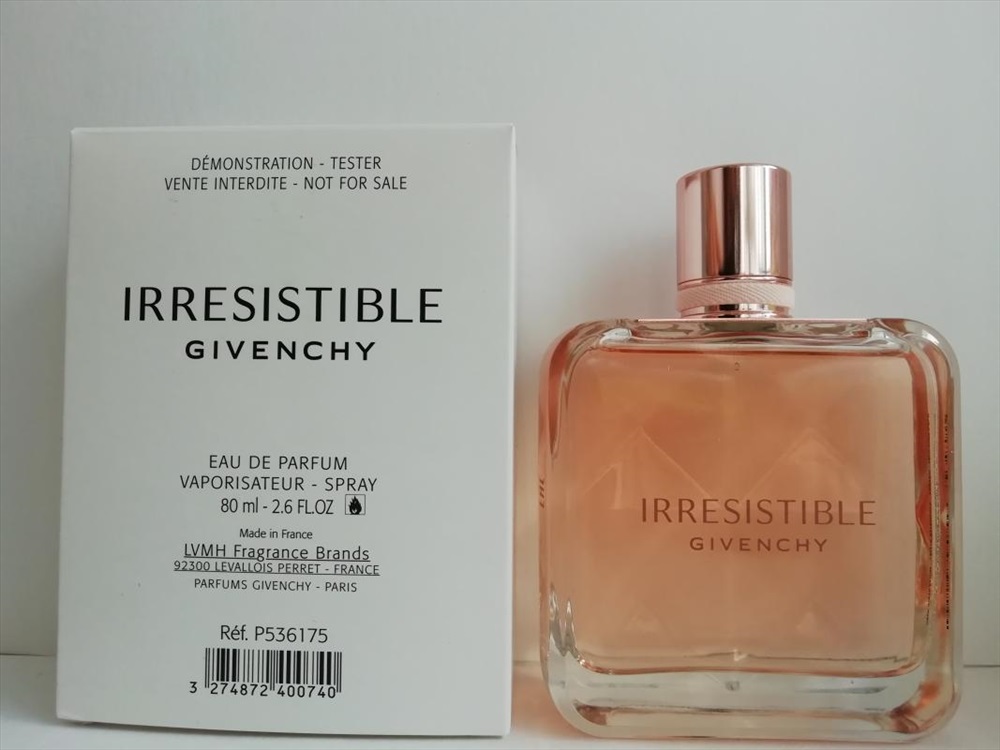 DÉMONSTRATION - TESTER
VENTE INTERDITE - NOT FOR SALE
IRRESISTIBLE
GIVENCHY
EAU DE PARFUM
VAPORISATEUR - SPRAY
80 ml - 2.6 FL.OZ
Made in France
LVMH Fragrance Brands
92300 LEVALLOIS PERRET - FRANCE
PARFUMS GIVENCHY - PARIS
Réf. P536175
3 274872 400740
IRRESISTIBLE
GIVENCHY